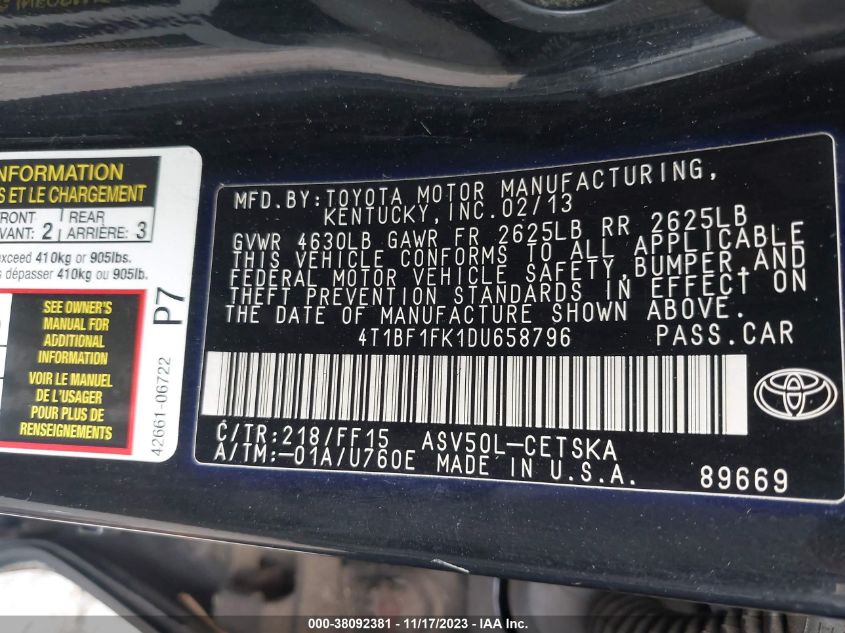 INFORMATION
S ET LE CHARGEMENT
FRONT REAR
VANT: 2 ARRIÈRE: 3
exceed 410kg or 905lbs.
s dépasser 410kg ou 905lb.
SEE OWNER'S
MANUAL FOR
ADDITIONAL
INFORMATION
VOIR LE MANUEL
DE L'USAGER
POUR PLUS DE
RENSEIGNEMENTS
42661-06722
P7
MFD. BY: TOYOTA MOTOR MANUFACTURING,
KENTUCKY, INC. 02/13
GVWR 4630LB GAWR FR 2625LB RR 2625LB
THIS VEHICLE CONFORMS TO ALL APPLICABLE
FEDERAL MOTOR VEHICLE SAFETY, BUMPER, AND
THEFT PREVENTION STANDARDS IN EFFECT ON
THE DATE OF MANUFACTURE SHOWN ABOVE.
4T1BF1FK1DU658796 PASS. CAR
C/TR: 218/FF15 ASV50L-CETSKA
A/TM: -01A/U760E MADE IN U.S.A.
89669
000-38092381 - 11/17/2023 - IAA Inc.